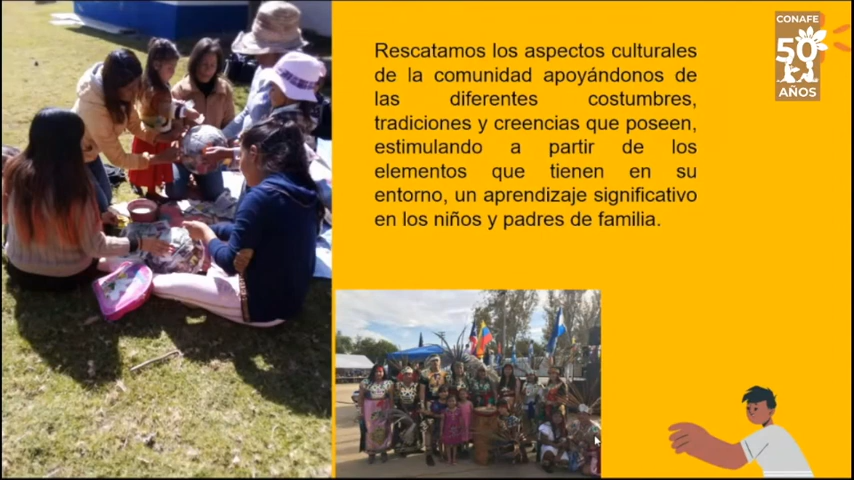 Rescatamos los aspectos culturales
de la comunidad apoyándonos de
las diferentes costumbres,
tradiciones y creencias que poseen,
estimulando a partir de los
elementos que tienen en su
entorno, un aprendizaje significativo
en los niños y padres de familia.
CONAFE
50
AÑOS